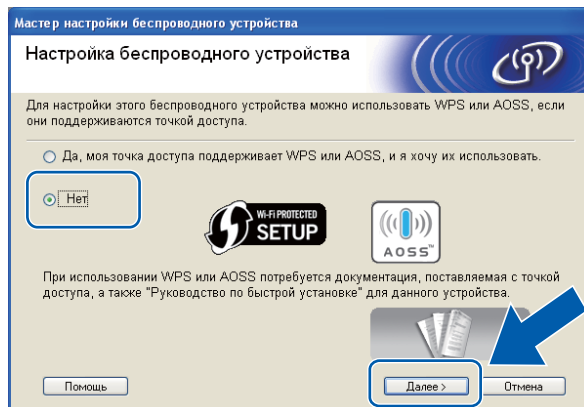 Мастер настройки беспроводного устройства
Настройка беспроводного устройства
Для настройки этого беспроводного устройства можно использовать WPS или AOSS, если
они поддерживаются точкой доступа.
Да, моя точка доступа поддерживает WPS или AOSS, и я хочу их использовать.
Нет
WI-FI PROTECTED
SETUP
AOSS™
При использовании WPS или AOSS потребуется документация, поставляемая с точкой
доступа, а также "Руководство по быстрой установке" для данного устройства.
Помощь
Далее >
Отмена